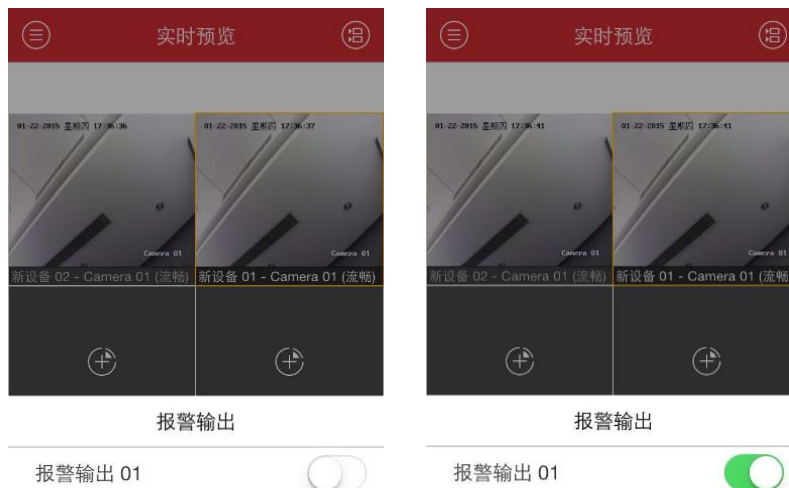 实时预览
01-22-2015 星期四 17:36:36
01-22-2015 星期四 17:36:37
Camera 01
Camera 01
新设备 02 - Camera 01 (流畅)
新设备 01 - Camera 01 (流畅)
报警输出
报警输出 01
实时预览
01-22-2015 星期四 17:36:41
01-22-2015 星期四 17:36:41
Camera 01
Camera 01
新设备 02 - Camera 01 (流畅)
新设备 01 - Camera 01 (流畅
报警输出
报警输出 01